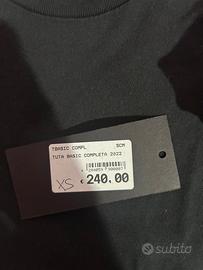 TBASIC COMPL SCM
TUTA BASIC COMPLETA 2022
XS
€ 240.00
subito